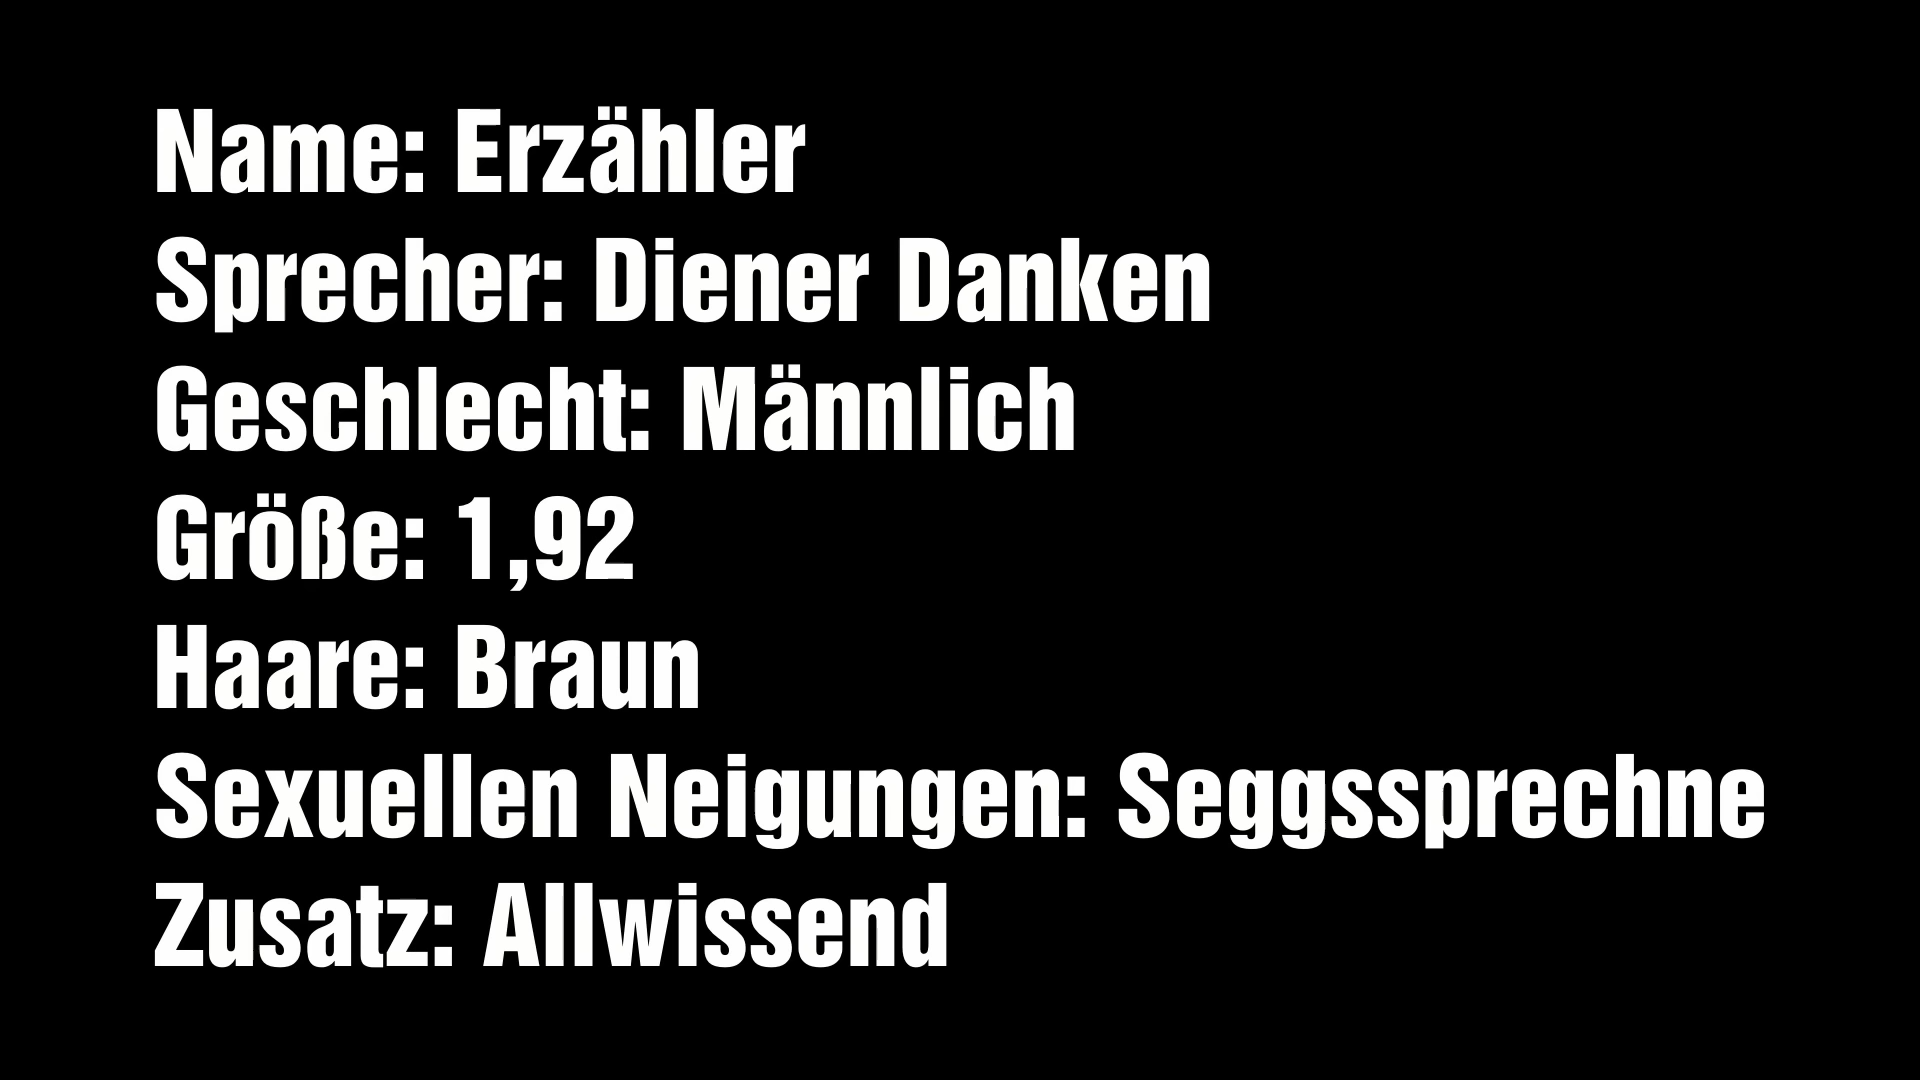 Name: Erzähler
Sprecher: Diener Danken
Geschlecht: Männlich
Größe: 1,92
Haare: Braun
Sexuellen Neigungen: Seggssprechne
Zusatz: Allwissend